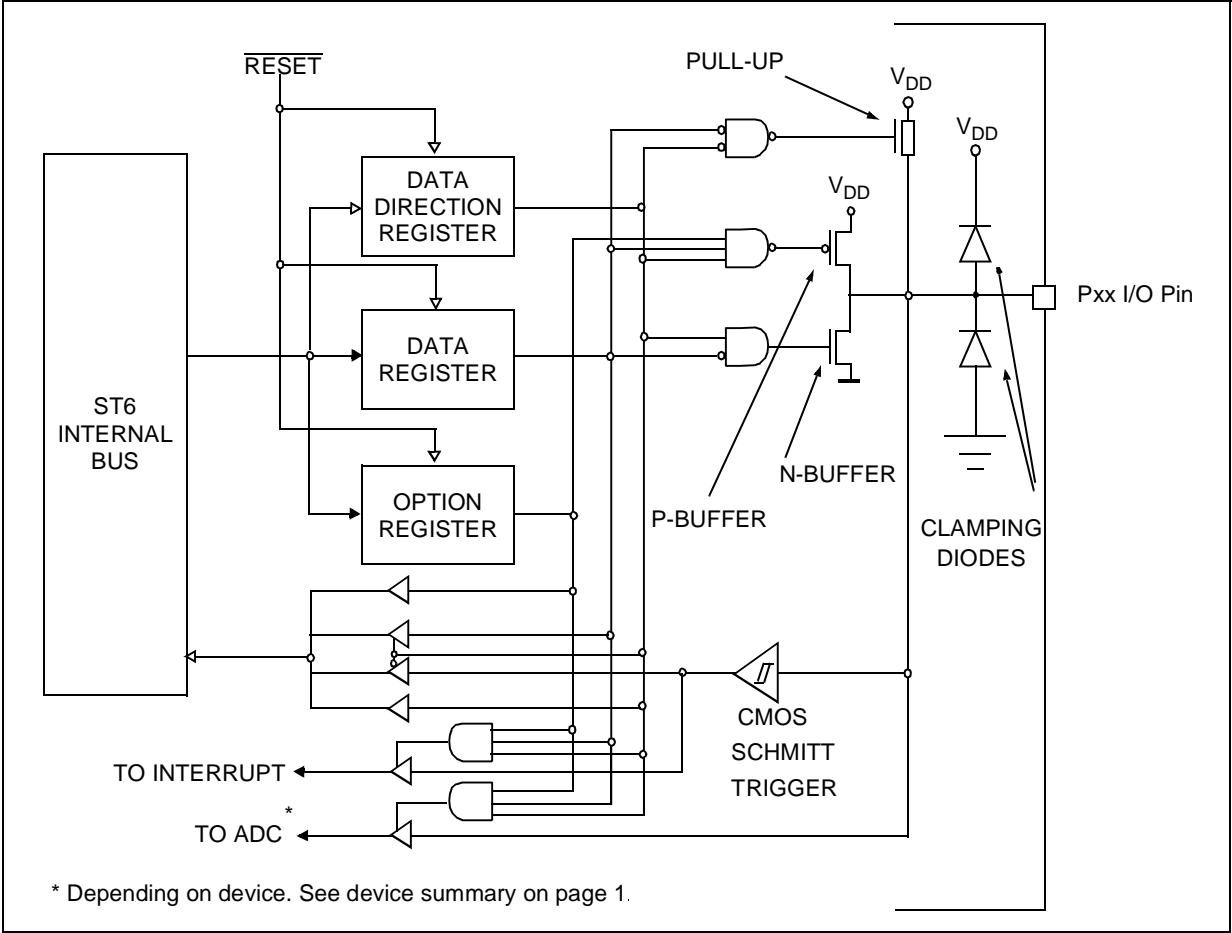 RESET
PULL-UP
VDD
VDD
VDD
DATA
DIRECTION
REGISTER
DATA
REGISTER
OPTION
REGISTER
ST6
INTERNAL
BUS
Pxx I/O Pin
N-BUFFER
P-BUFFER
CLAMPING
DIODES
CMOS
SCHMITT
TRIGGER
TO INTERRUPT
TO ADC *
* Depending on device. See device summary on page 1.